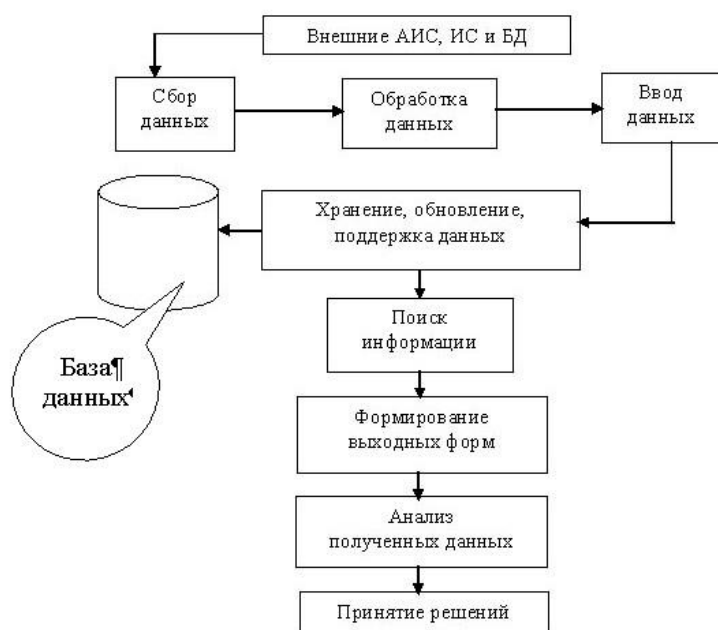 Внешние АИС, ИС и БД
Сбор
данных
Обработка
данных
Ввод
данных
Хранение, обновление,
поддержка данных
Поиск
информации
База¶
данных
Формирование
выходных форм
Анализ
полученных данных
Принятие решений